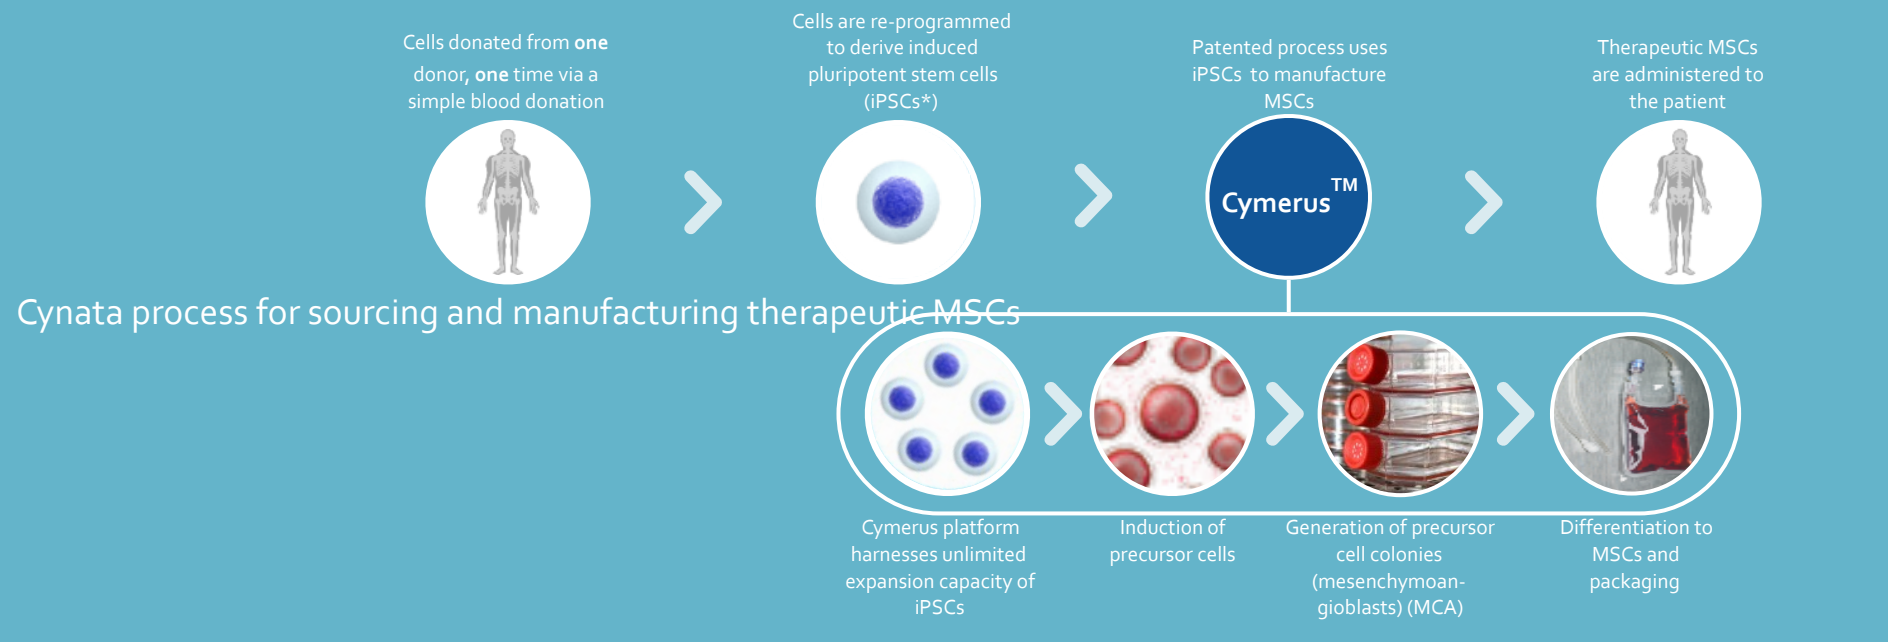 Cells donated from one
donor, one time via a
simple blood donation
Cells are re-programmed
to derive induced
pluripotent stem cells
(iPSCs*)
Patented process uses
iPSCs to manufacture
MSCs
Therapeutic MSCs
are administered to
the patient
Cymerus™
Cynata process for sourcing and manufacturing therapeutic MSCs
Cymerus platform
harnesses unlimited
expansion capacity of
iPSCs
Induction of
precursor cells
Generation of precursor
cell colonies
(mesenchymoan-
gioblasts) (MCA)
Differentiation to
MSCs and
packaging